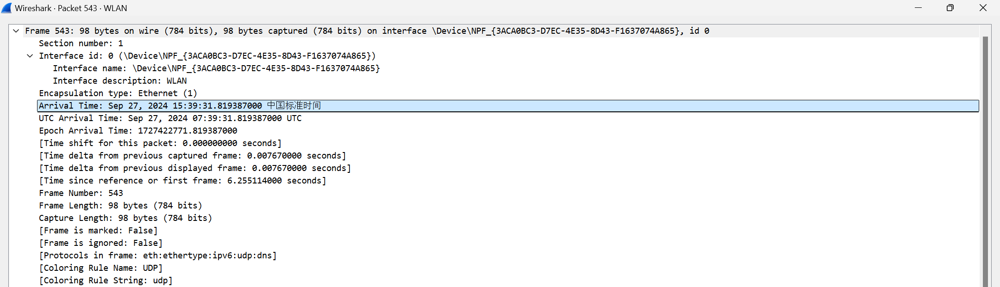 Wireshark · Packet 543 · WLAN
Frame 543: 98 bytes on wire (784 bits), 98 bytes captured (784 bits) on interface \Device\NPF_{3ACA0BC3-D7EC-4E35-8D43-F1637074A865}, id 0
Section number: 1
Interface id: 0 (\Device\NPF_{3ACA0BC3-D7EC-4E35-8D43-F1637074A865})
Interface name: \Device\NPF_{3ACA0BC3-D7EC-4E35-8D43-F1637074A865}
Interface description: WLAN
Encapsulation type: Ethernet (1)
Arrival Time: Sep 27, 2024 15:39:31.819387000 中国标准时间
UTC Arrival Time: Sep 27, 2024 07:39:31.819387000 UTC
Epoch Arrival Time: 1727422771.819387000
[Time shift for this packet: 0.000000000 seconds]
[Time delta from previous captured frame: 0.007670000 seconds]
[Time delta from previous displayed frame: 0.007670000 seconds]
[Time since reference or first frame: 6.255114000 seconds]
Frame Number: 543
Frame Length: 98 bytes (784 bits)
Capture Length: 98 bytes (784 bits)
[Frame is marked: False]
[Frame is ignored: False]
[Protocols in frame: eth:ethertype:ipv6:udp:dns]
[Coloring Rule Name: UDP]
[Coloring Rule String: udp]